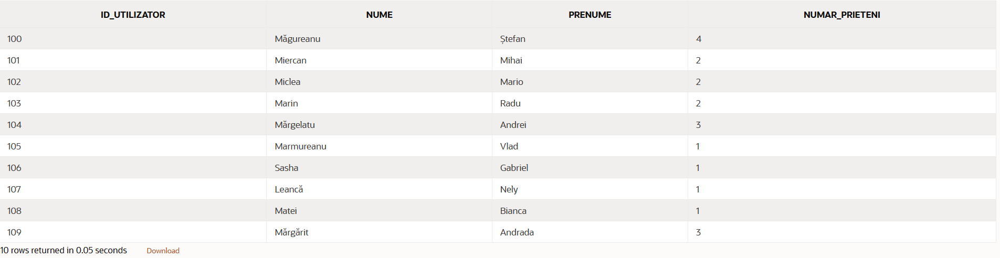 ID_UTILIZATOR NUME PRENUME NUMAR_PRIETENI
100 Măgureanu Ștefan 4
101 Miercan Mihai 2
102 Miclea Mario 2
103 Marin Radu 2
104 Mărgelatu Andrei 3
105 Marmureanu Vlad 1
106 Sasha Gabriel 1
107 Leancă Nely 1
108 Matei Bianca 1
109 Mărgărit Andrada 3
10 rows returned in 0.05 seconds Download